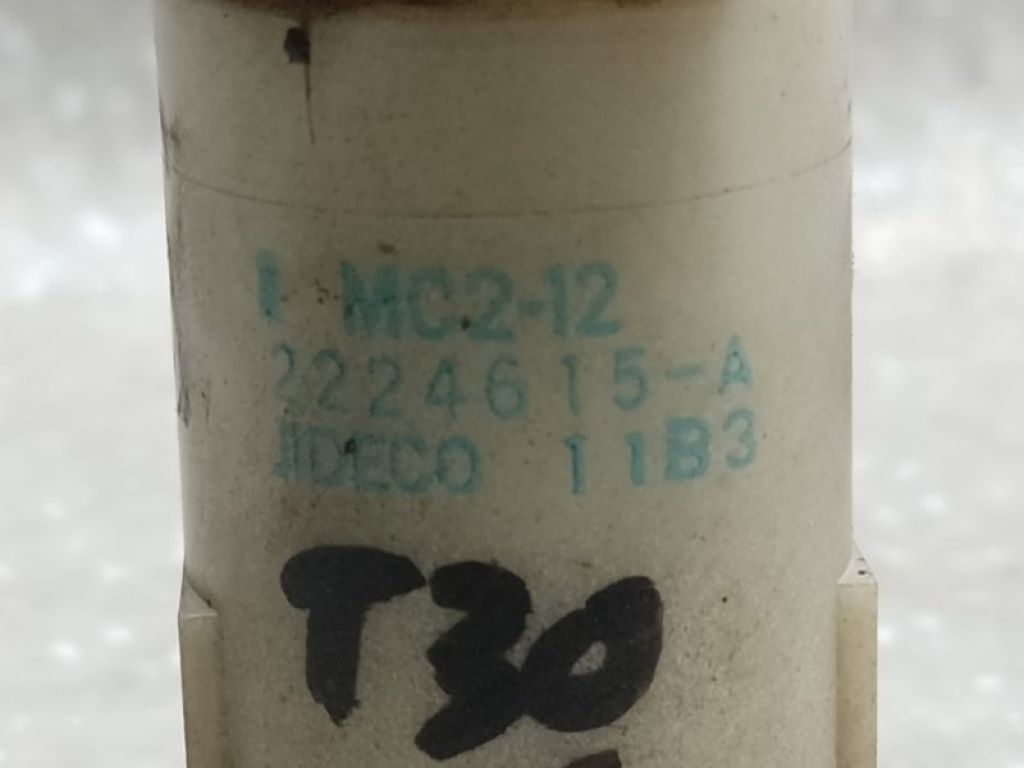 MC2-12
2224615-A
JIDECO 11B3
T30